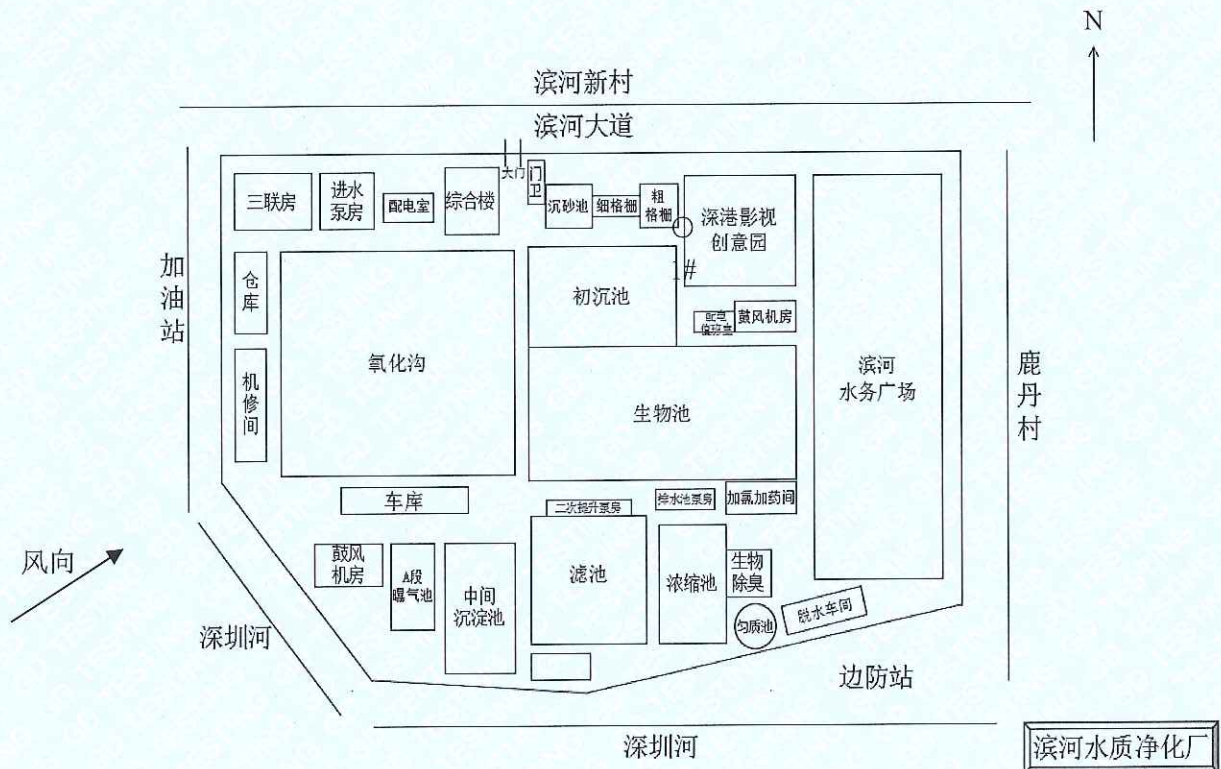 N
滨河新村
滨河大道
大门
门卫
三联房
进水
泵房
配电室
综合楼
沉砂池
细格栅
粗
格栅
深港影视
创意园
1#
加油站
仓库
初沉池
配电
值班室
鼓风机房
氧化沟
机修间
生物池
滨河
水务广场
鹿丹村
车库
二次提升泵房
加氯加药间
风向
鼓风
机房
A段
曝气池
中间
沉淀池
滤池
浓缩池
生物
除臭
匀质池
脱水车间
深圳河
边防站
深圳河
滨河水质净化厂